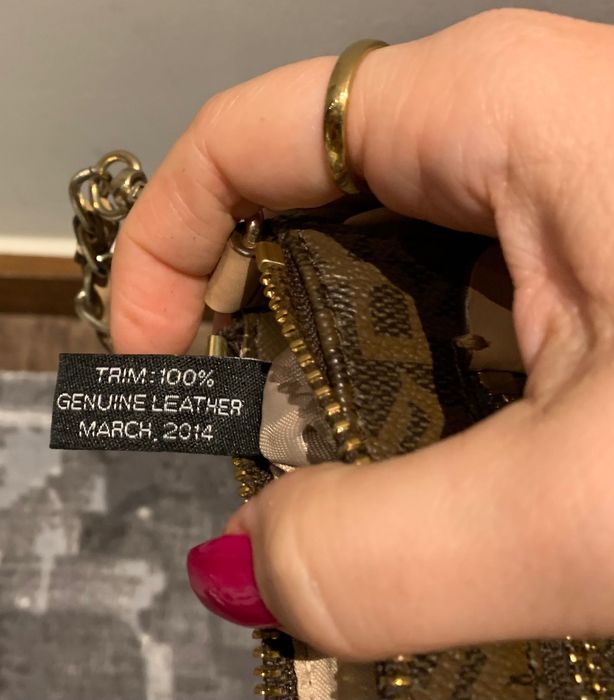 TRIM: 100%
GENUINE LEATHER
MARCH, 2014